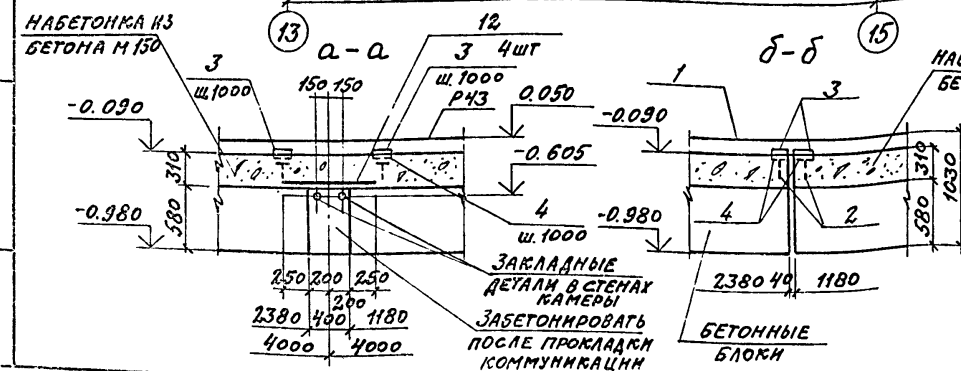 НАБЕТОНКА ИЗ
БЕТОНА М 150
13
а-а
12
15
б-б
3
ш.1000
150 150
3 4шт
ш.1000
Р43
0.050
-0.090
-0.605
310
580
-0.980
4
ш.1000
ЗАКЛАДНЫЕ
ДЕТАЛИ В СТЕНАХ
КАМЕРЫ
250 200 250
200
2380 400 1180
4000 4000
ЗАБЕТОНИРОВАТЬ
ПОСЛЕ ПРОКЛАДКИ
КОММУНИКАЦИИ
1
3
НАБ
БЕ
-0.090
310
1030
580
-0.980
4
2
2380 40 1180
БЕТОННЫЕ
БЛОКИ